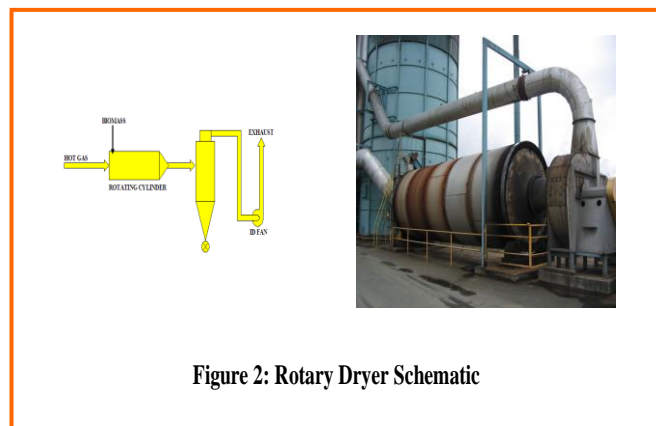 BIOMASS
HOT GAS
ROTATING CYLINDER
EXHAUST
ID FAN
Figure 2: Rotary Dryer Schematic